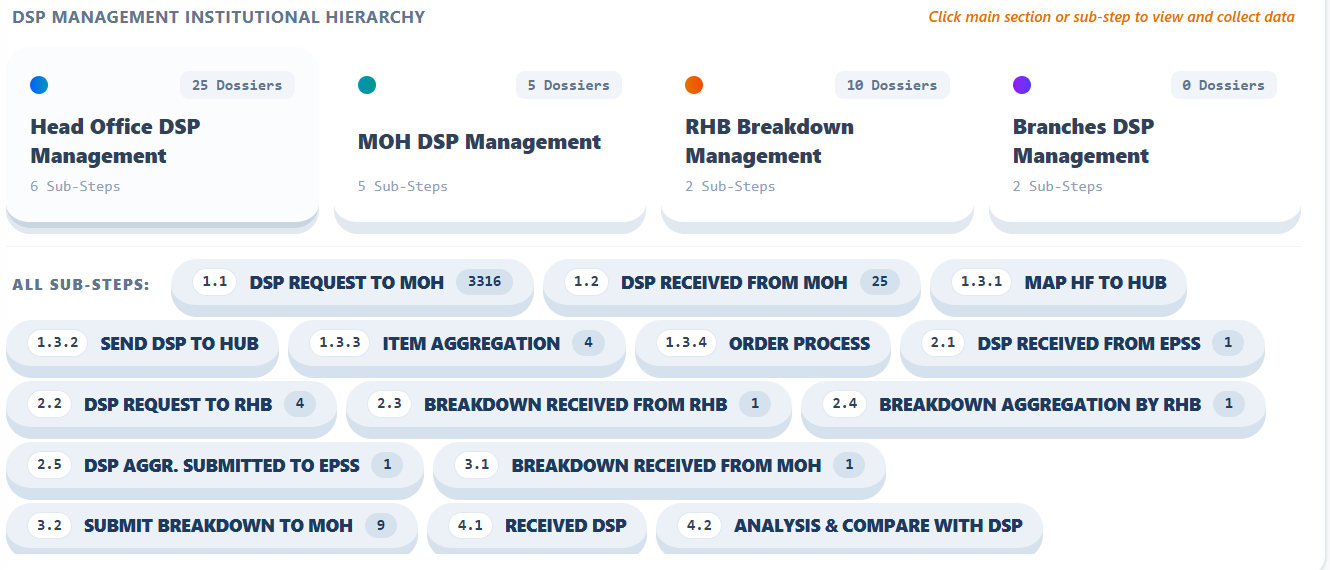 DSP MANAGEMENT INSTITUTIONAL HIERARCHY
Click main section or sub-step to view and collect data
25 Dossiers
Head Office DSP
Management
6 Sub-Steps
5 Dossiers
MOH DSP Management
5 Sub-Steps
10 Dossiers
RHB Breakdown
Management
2 Sub-Steps
0 Dossiers
Branches DSP
Management
2 Sub-Steps
ALL SUB-STEPS:
1.1 DSP REQUEST TO MOH 3316
1.2 DSP RECEIVED FROM MOH 25
1.3.1 MAP HF TO HUB
1.3.2 SEND DSP TO HUB
1.3.3 ITEM AGGREGATION 4
1.3.4 ORDER PROCESS
2.1 DSP RECEIVED FROM EPSS 1
2.2 DSP REQUEST TO RHB 4
2.3 BREAKDOWN RECEIVED FROM RHB 1
2.4 BREAKDOWN AGGREGATION BY RHB 1
2.5 DSP AGGR. SUBMITTED TO EPSS 1
3.1 BREAKDOWN RECEIVED FROM MOH 1
3.2 SUBMIT BREAKDOWN TO MOH 9
4.1 RECEIVED DSP
4.2 ANALYSIS & COMPARE WITH DSP